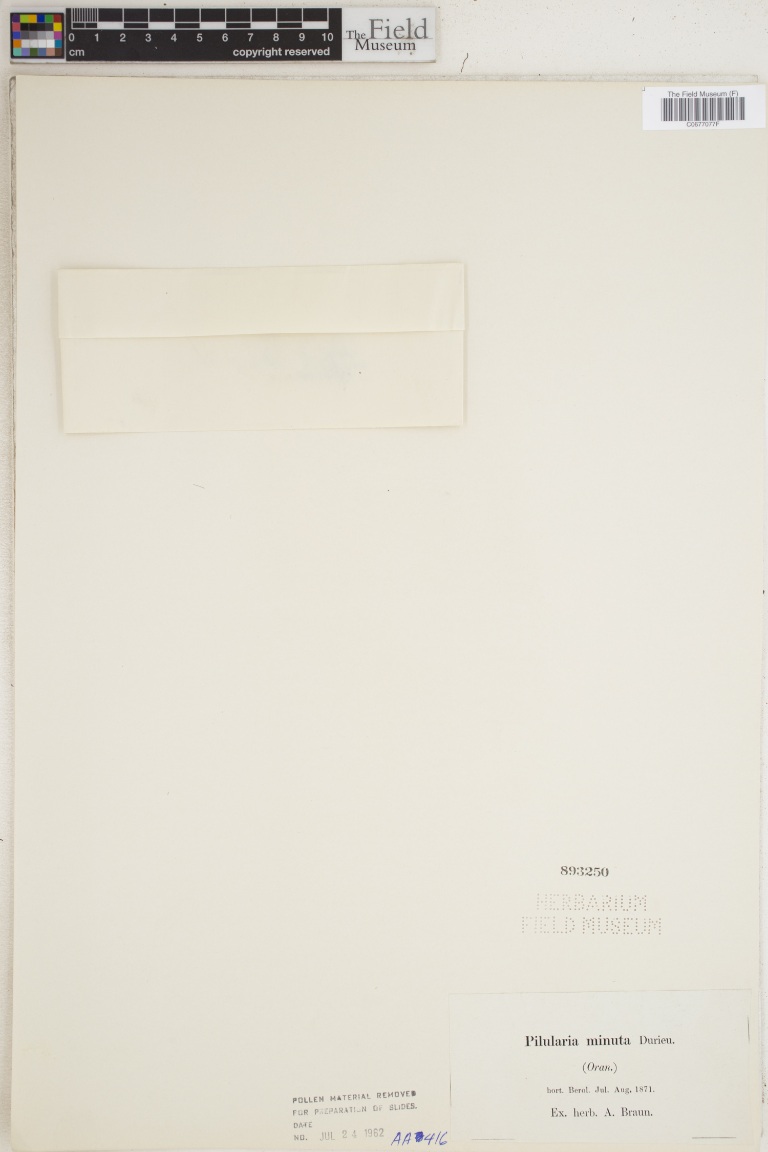 0 1 2 3 4 5 6 7 8 9 10
cm
copyright reserved
The Field
Museum
The Field Museum (F)
C0677077F
893250
HERBARIUM
FIELD MUSEUM
Pilularia minuta Durieu.
(Oran.)
hort. Berol. Jul. Aug. 1871.
Ex. herb. A. Braun.
POLLEN MATERIAL REMOVED
FOR PREPARATION OF SLIDES.
DATE
NO. JUL 24 1962 AA 416